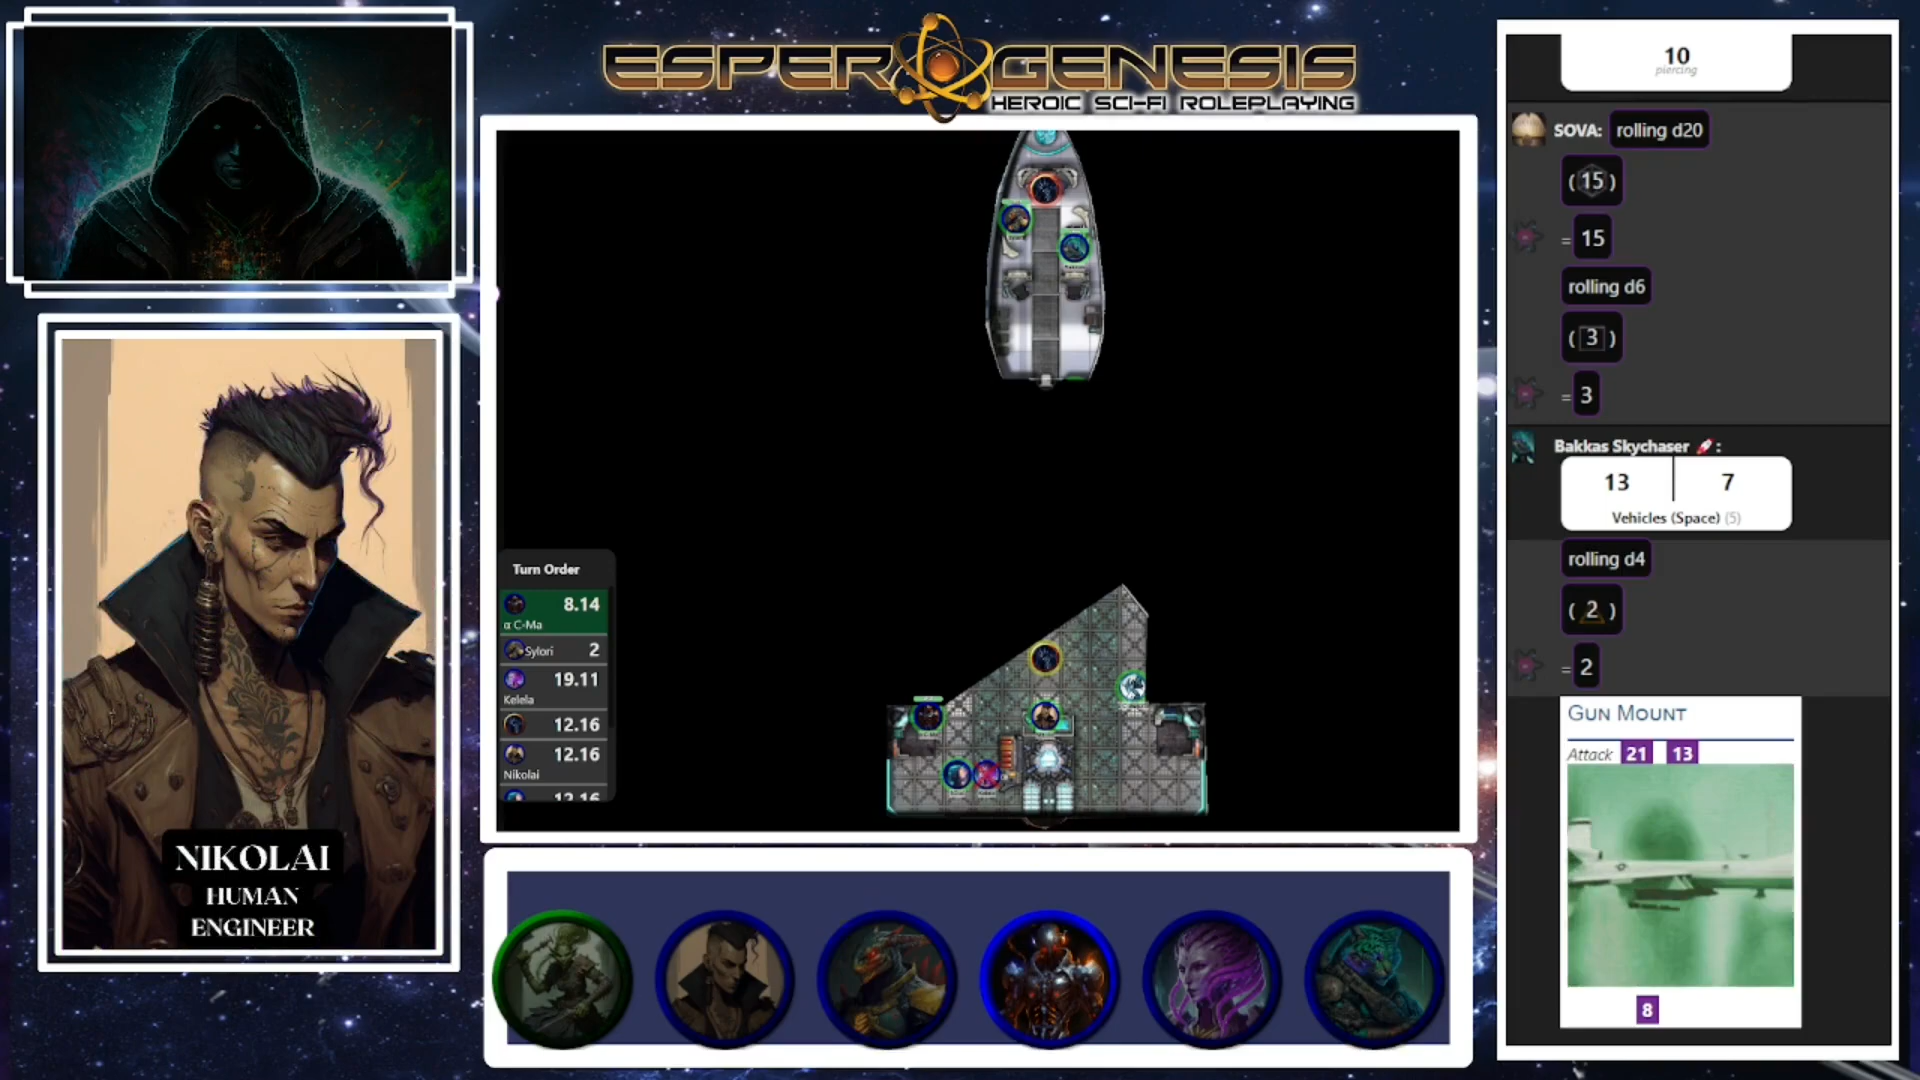 ESPER GENESIS
HEROIC SCI-FI ROLEPLAYING
NIKOLAI
HUMAN
ENGINEER
Turn Order
8.14
α C-Ma
Sylori 2
19.11
Kelela
12.16
12.16
Nikolai
12.16
10
piercing
SOVA: rolling d20
(15)
= 15
rolling d6
(3)
= 3
Bakkas Skychaser :
13 7
Vehicles (Space) (5)
rolling d4
(2)
= 2
GUN MOUNT
Attack 21 13
8